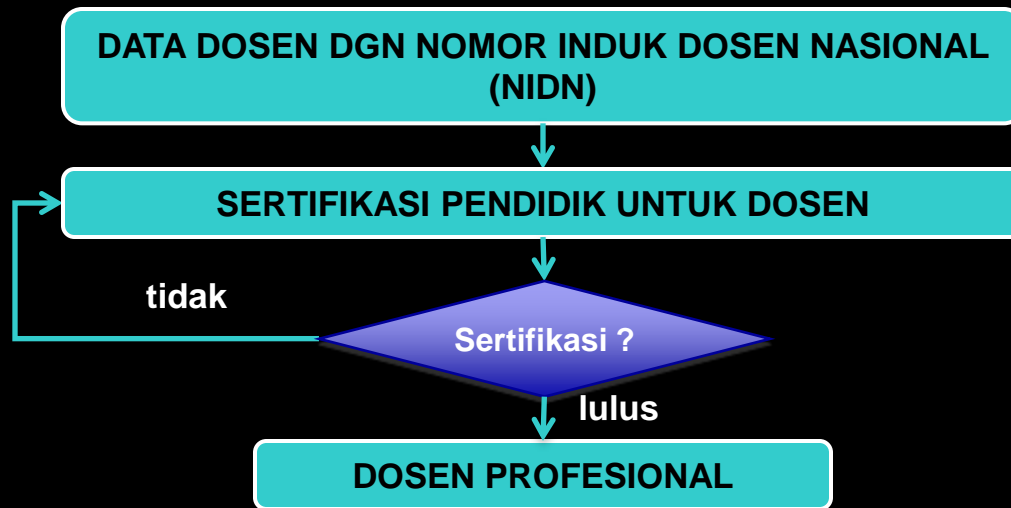 DATA DOSEN DGN NOMOR INDUK DOSEN NASIONAL
(NIDN)
SERTIFIKASI PENDIDIK UNTUK DOSEN
tidak
Sertifikasi ?
lulus
DOSEN PROFESIONAL